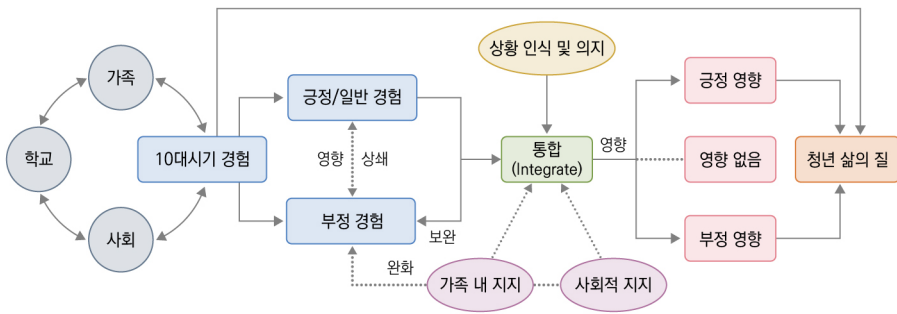 상황 인식 및 의지
가족
긍정/일반 경험
긍정 영향
학교
10대시기 경험
영향
상쇄
통합
(Integrate)
영향
영향 없음
청년 삶의 질
사회
부정 경험
보완
부정 영향
완화
가족 내 지지
사회적 지지